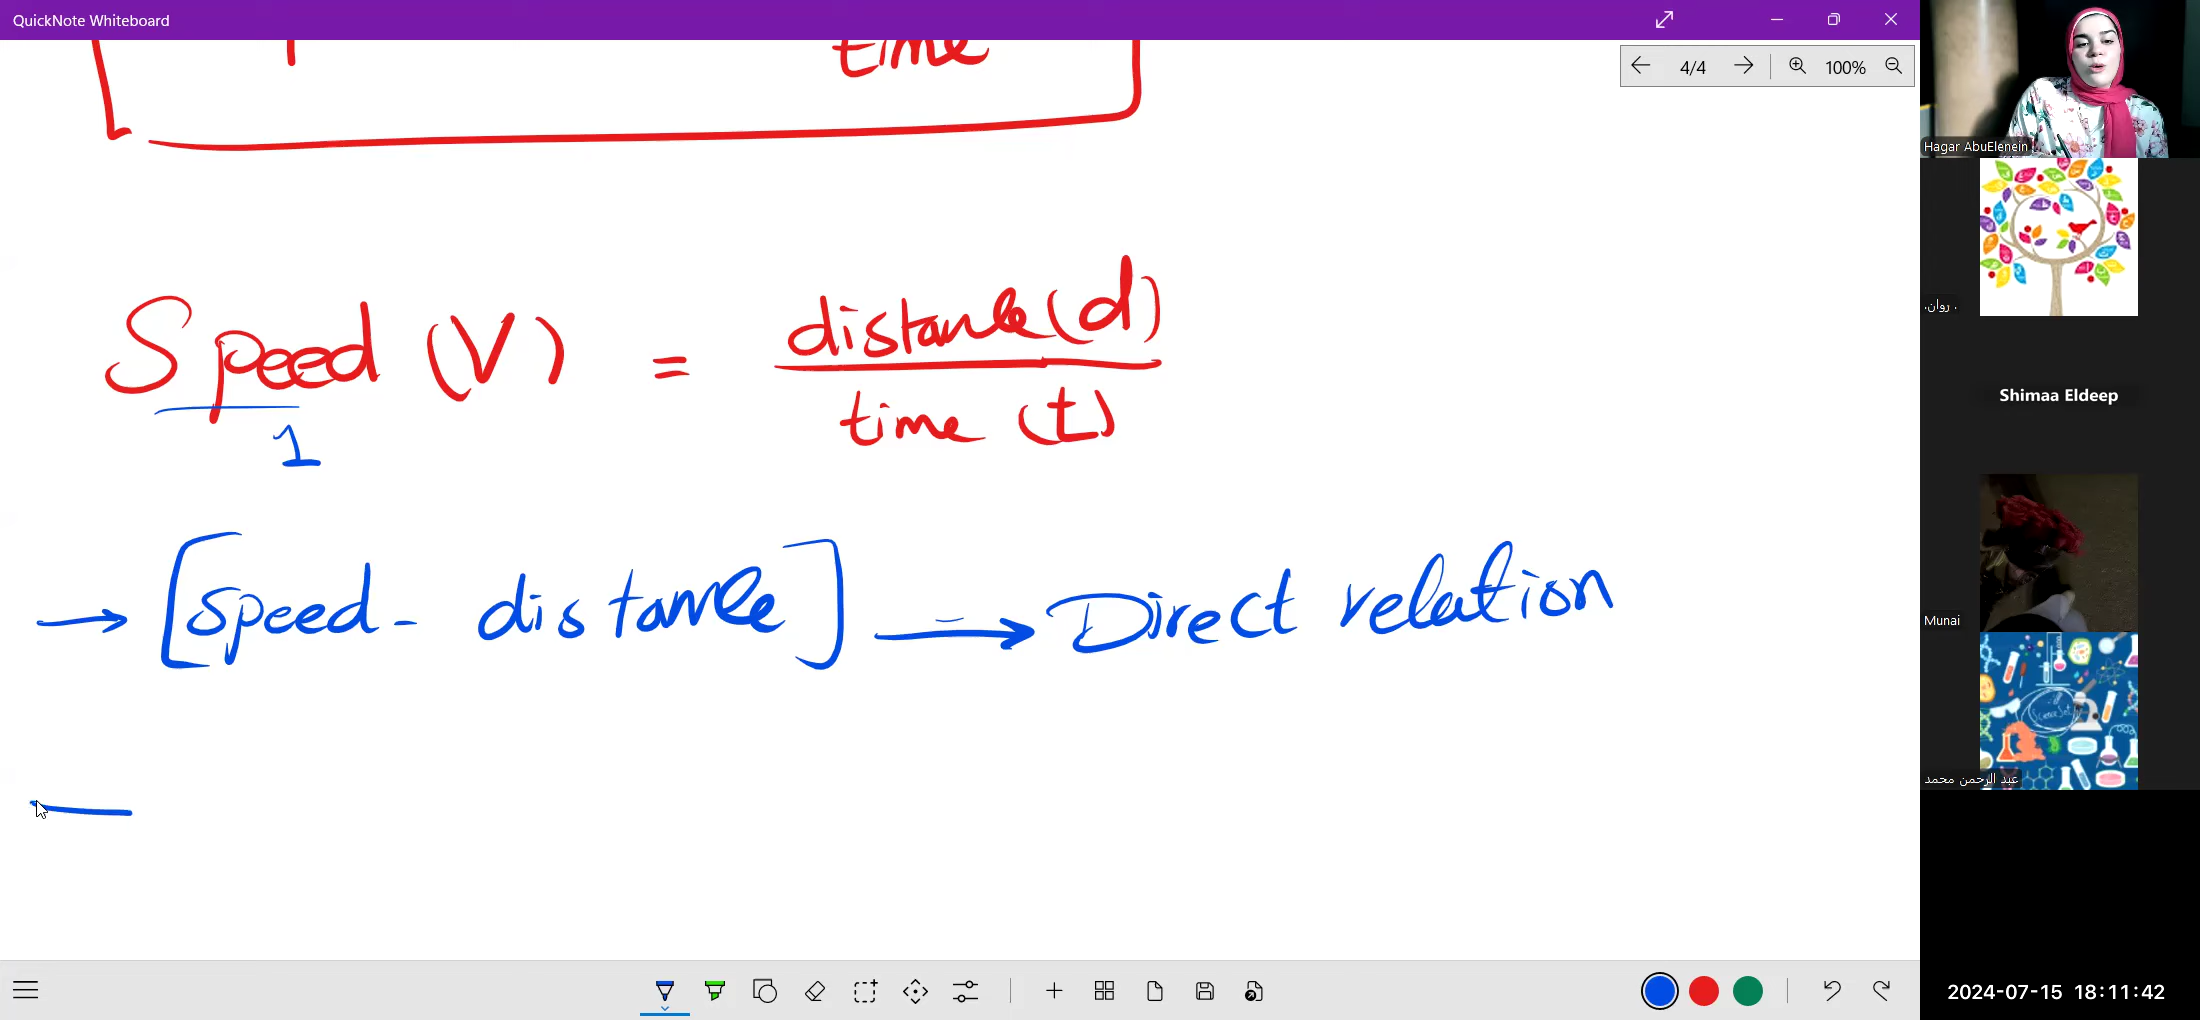 QuickNote Whiteboard
time
4/4 100%
Hagar AbuElenein
Speed (V) = distance (d)
time (t)
1
→ [Speed - distance] → Direct relation
روان .
Shimaa Eldeep
Munai
عبد الرحمن محمد
2024-07-15 18:11:42